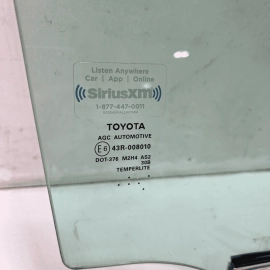 Listen Anywhere
Car | App | Online
SiriusXM
1-877-447-0011
TOYOTA
AGC AUTOMOTIVE
E6 43R-008010
DOT-376 M2H4 AS2
30B
TEMPERLITE